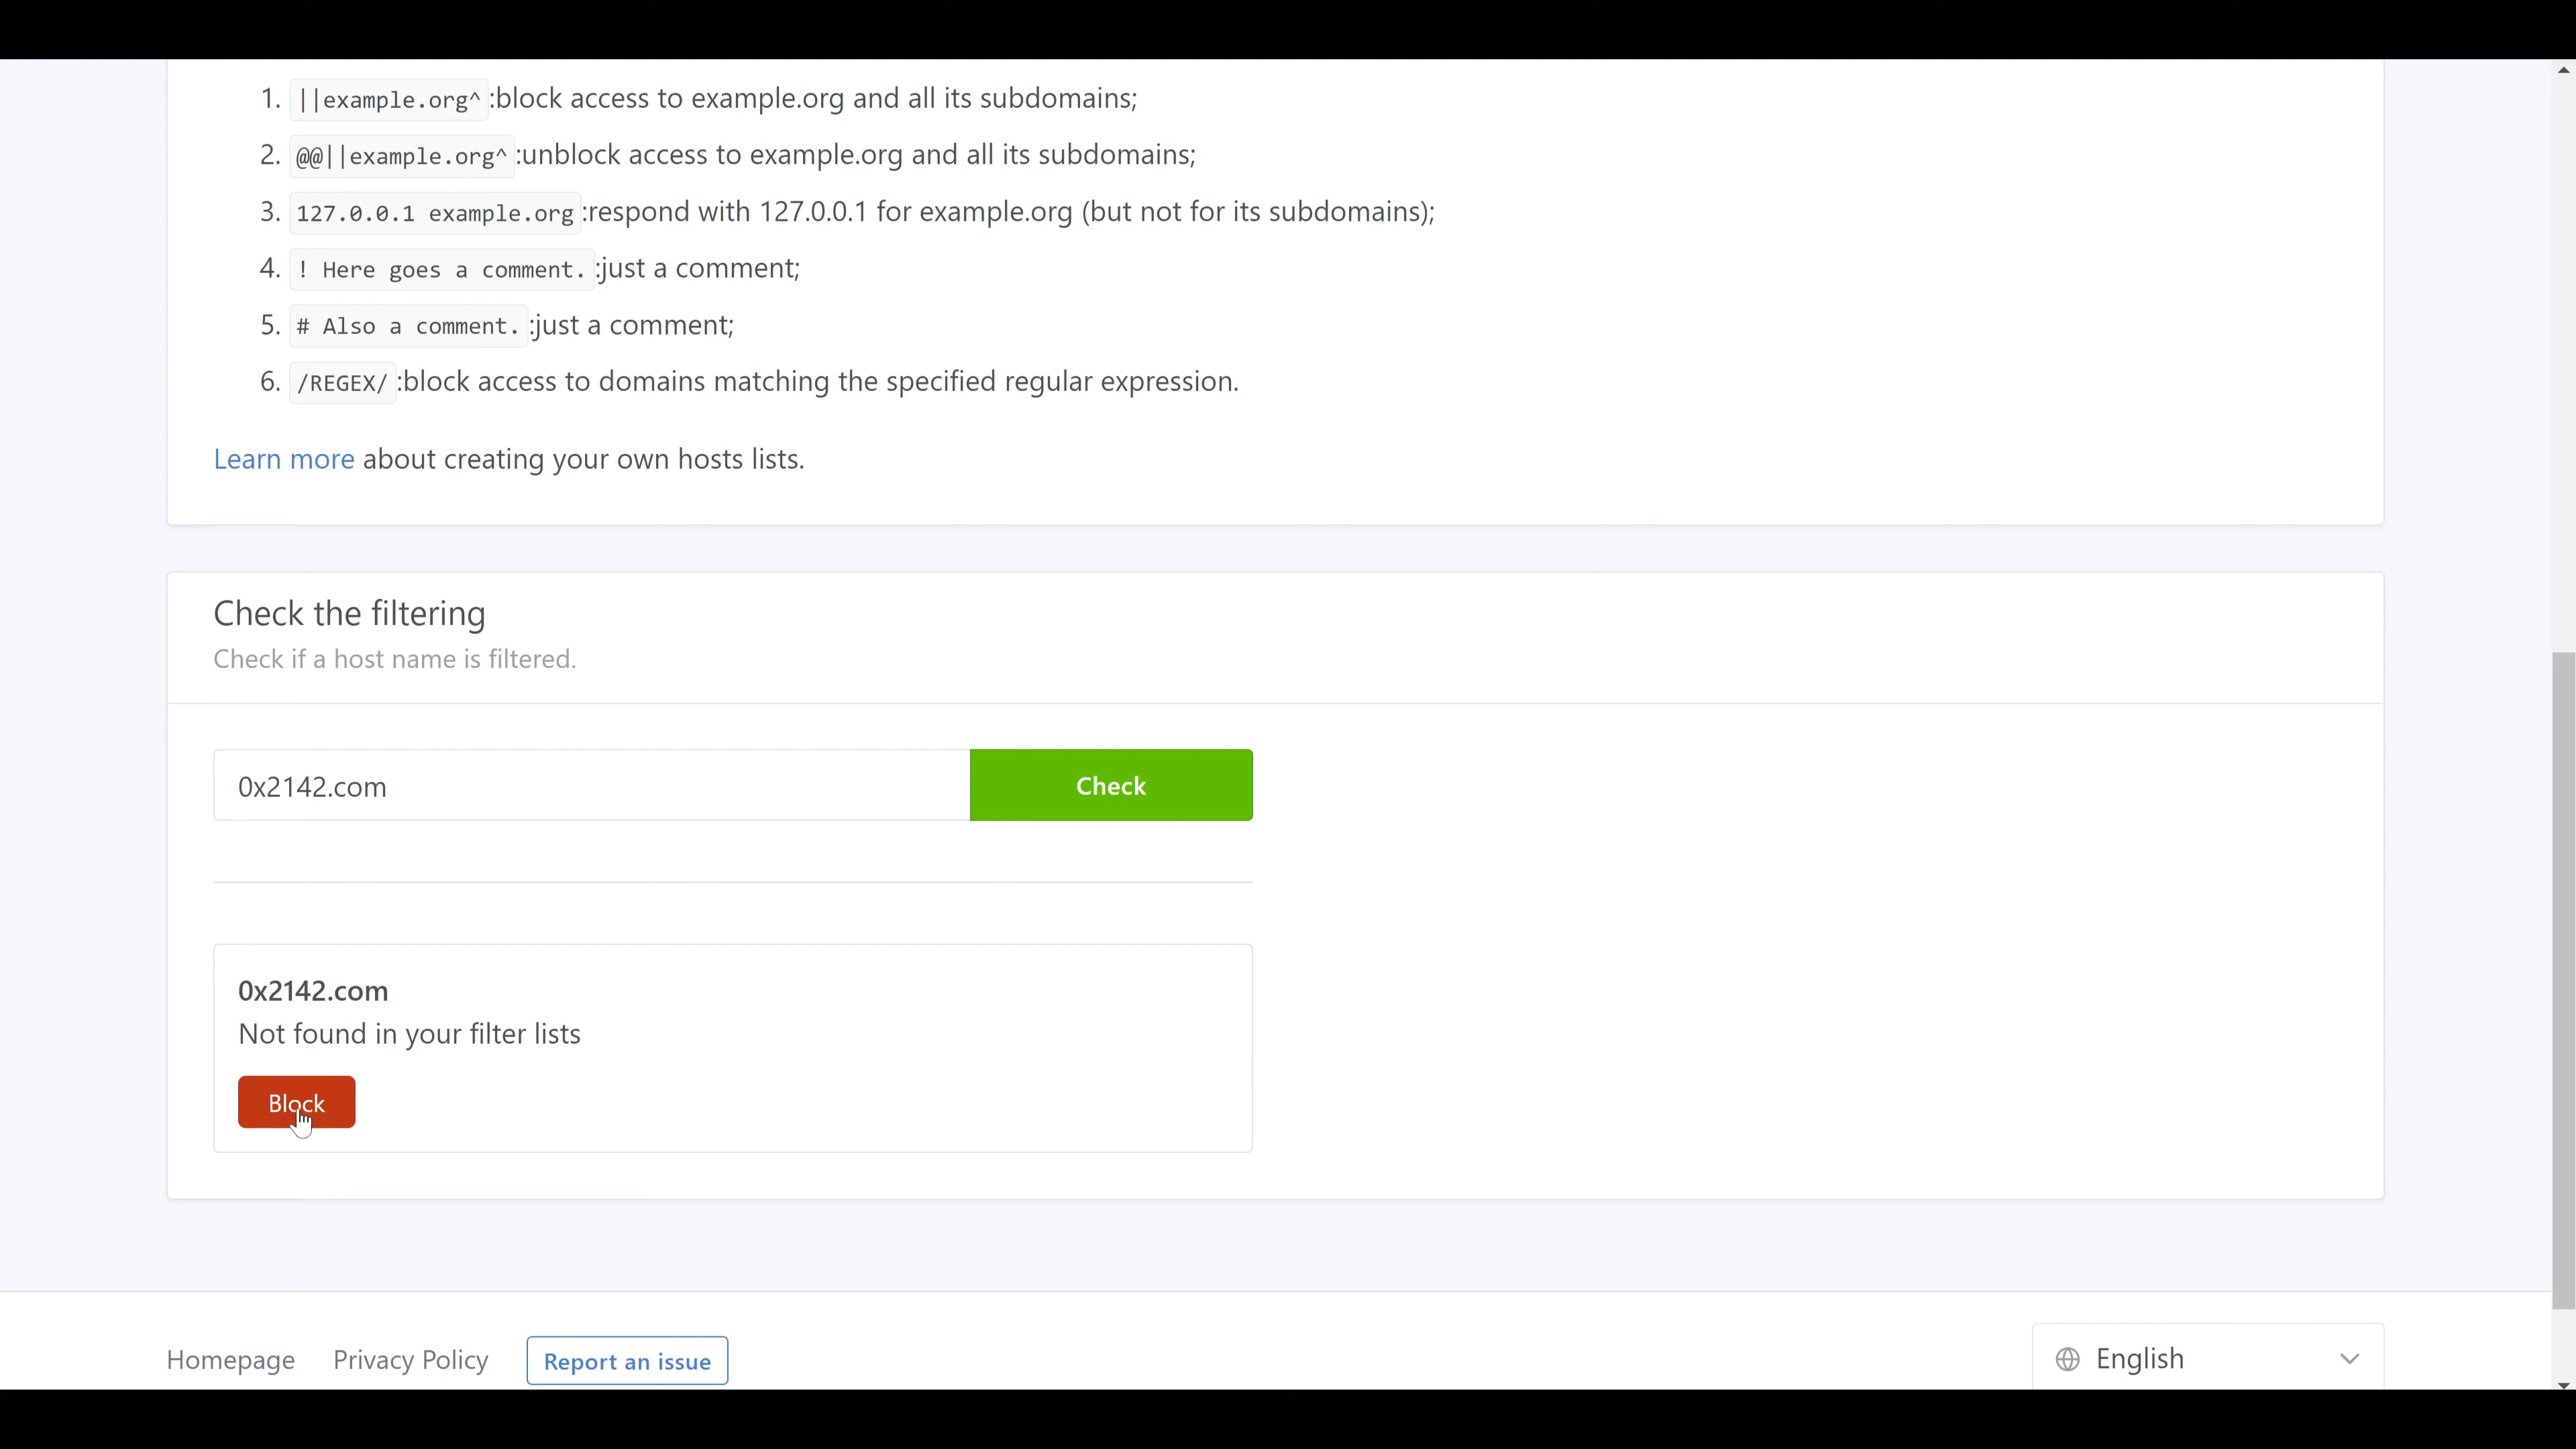 1. ||example.org^ :block access to example.org and all its subdomains;
2. @@||example.org^ :unblock access to example.org and all its subdomains;
3. 127.0.0.1 example.org :respond with 127.0.0.1 for example.org (but not for its subdomains);
4. ! Here goes a comment. :just a comment;
5. # Also a comment. :just a comment;
6. /REGEX/ :block access to domains matching the specified regular expression.
Learn more about creating your own hosts lists.
Check the filtering
Check if a host name is filtered.
0x2142.com Check
0x2142.com
Not found in your filter lists
Block
Homepage Privacy Policy Report an issue English